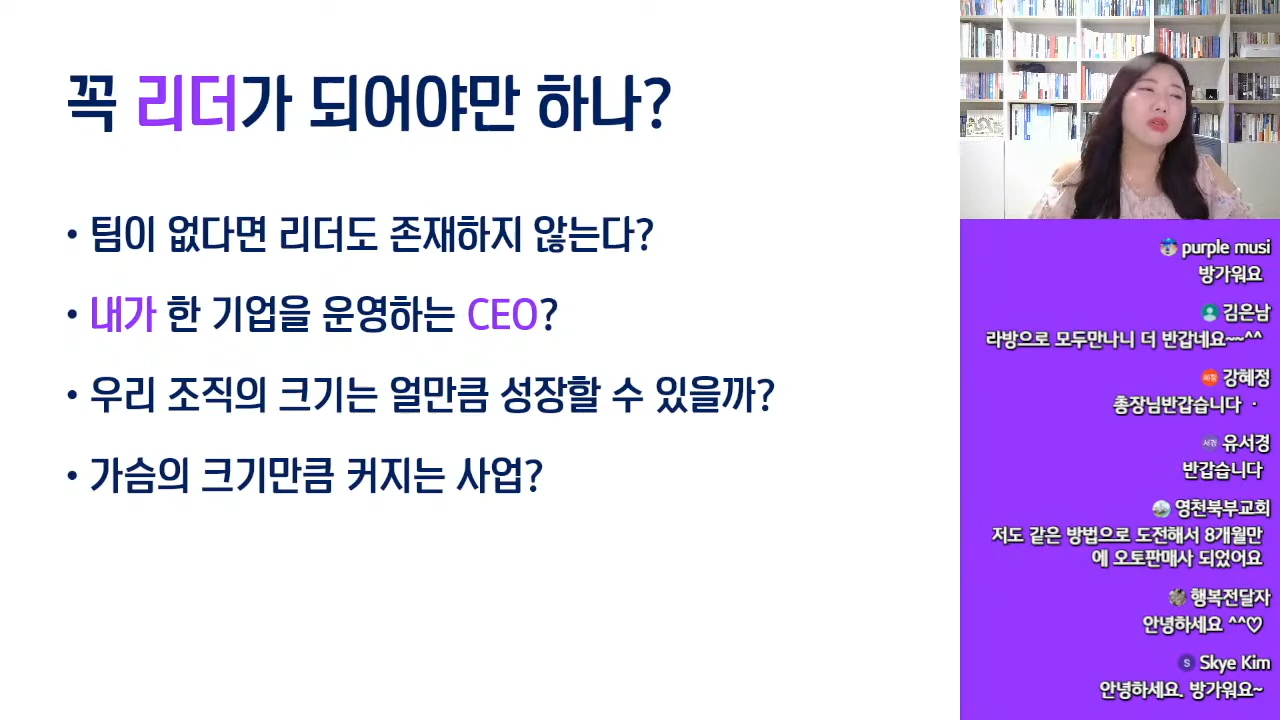 꼭 리더가 되어야만 하나?
• 팀이 없다면 리더도 존재하지 않는다?
• 내가 한 기업을 운영하는 CEO?
• 우리 조직의 크기는 얼만큼 성장할 수 있을까?
• 가슴의 크기만큼 커지는 사업?
purple musi
방가워요
김은남
라방으로 모두만나니 더 반갑네요~~^^
혜정 강혜정
총장님반갑습니다 ·
서경 유서경
반갑습니다
영천북부교회
저도 같은 방법으로 도전해서 8개월만
에 오토판매사 되었어요
행복전달자
안녕하세요 ^^♡
S Skye Kim
안녕하세요. 방가워요~